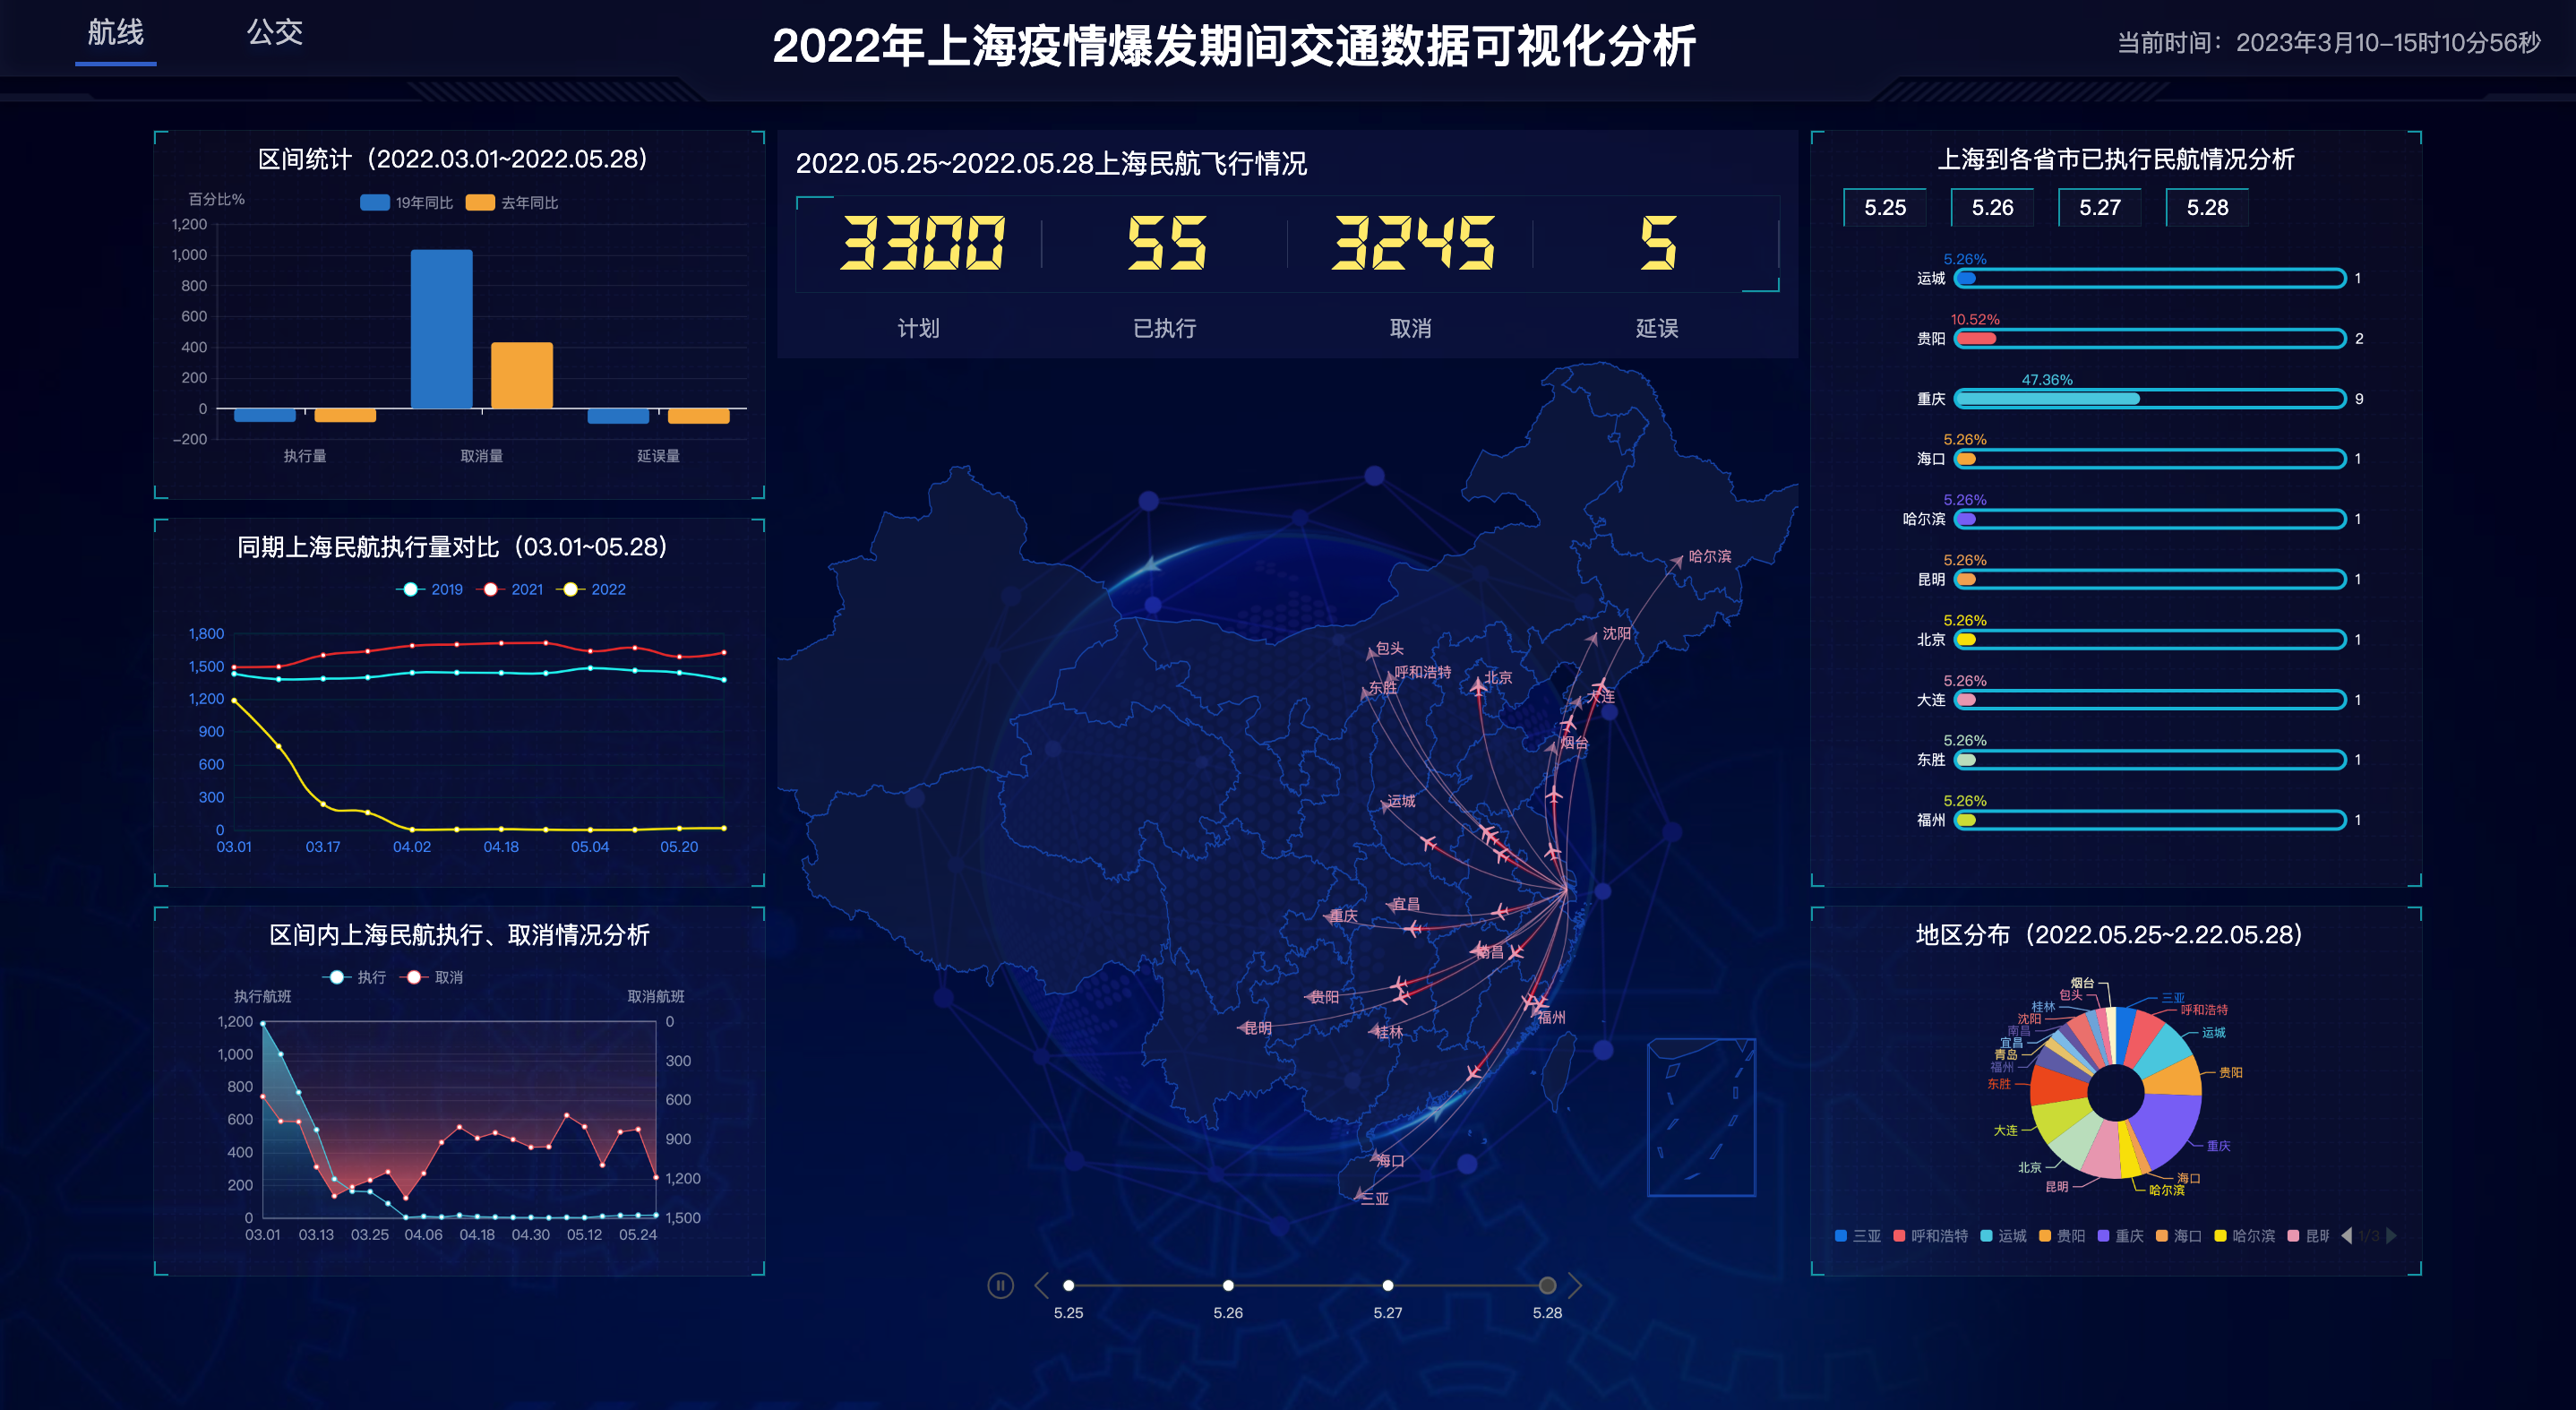 航线
公交
2022年上海疫情爆发期间交通数据可视化分析
当前时间：2023年3月10-15时10分56秒
区间统计（2022.03.01~2022.05.28）
百分比%
19年同比 去年同比
1,200
1,000
800
600
400
200
0
-200
执行量 取消量 延误量
同期上海民航执行量对比（03.01~05.28）
2019 2021 2022
1,800
1,500
1,200
900
600
300
0
03.01 03.17 04.02 04.18 05.04 05.20
区间内上海民航执行、取消情况分析
执行 取消
执行航班 取消航班
1,200
1,000
800
600
400
200
0
0
300
600
900
1,200
1,500
03.01 03.13 03.25 04.06 04.18 04.30 05.12 05.24
2022.05.25~2022.05.28上海民航飞行情况
3300 55 3245 5
计划 已执行 取消 延误
哈尔滨
沈阳
包头
呼和浩特
东胜
北京
大连
烟台
运城
宜昌
重庆
南昌
贵阳
福州
昆明
桂林
海口
三亚
5.25 5.26 5.27 5.28
上海到各省市已执行民航情况分析
5.25 5.26 5.27 5.28
5.26%
运城 1
10.52%
贵阳 2
47.36%
重庆 9
5.26%
海口 1
5.26%
哈尔滨 1
5.26%
昆明 1
5.26%
北京 1
5.26%
大连 1
5.26%
东胜 1
5.26%
福州 1
地区分布（2022.05.25~2.22.05.28）
烟台
包头
桂林
沈阳
南昌
宜昌
青岛
福州
东胜
大连
北京
昆明
三亚
呼和浩特
运城
贵阳
重庆
海口
哈尔滨
三亚 呼和浩特 运城 贵阳 重庆 海口 哈尔滨 昆 1/3